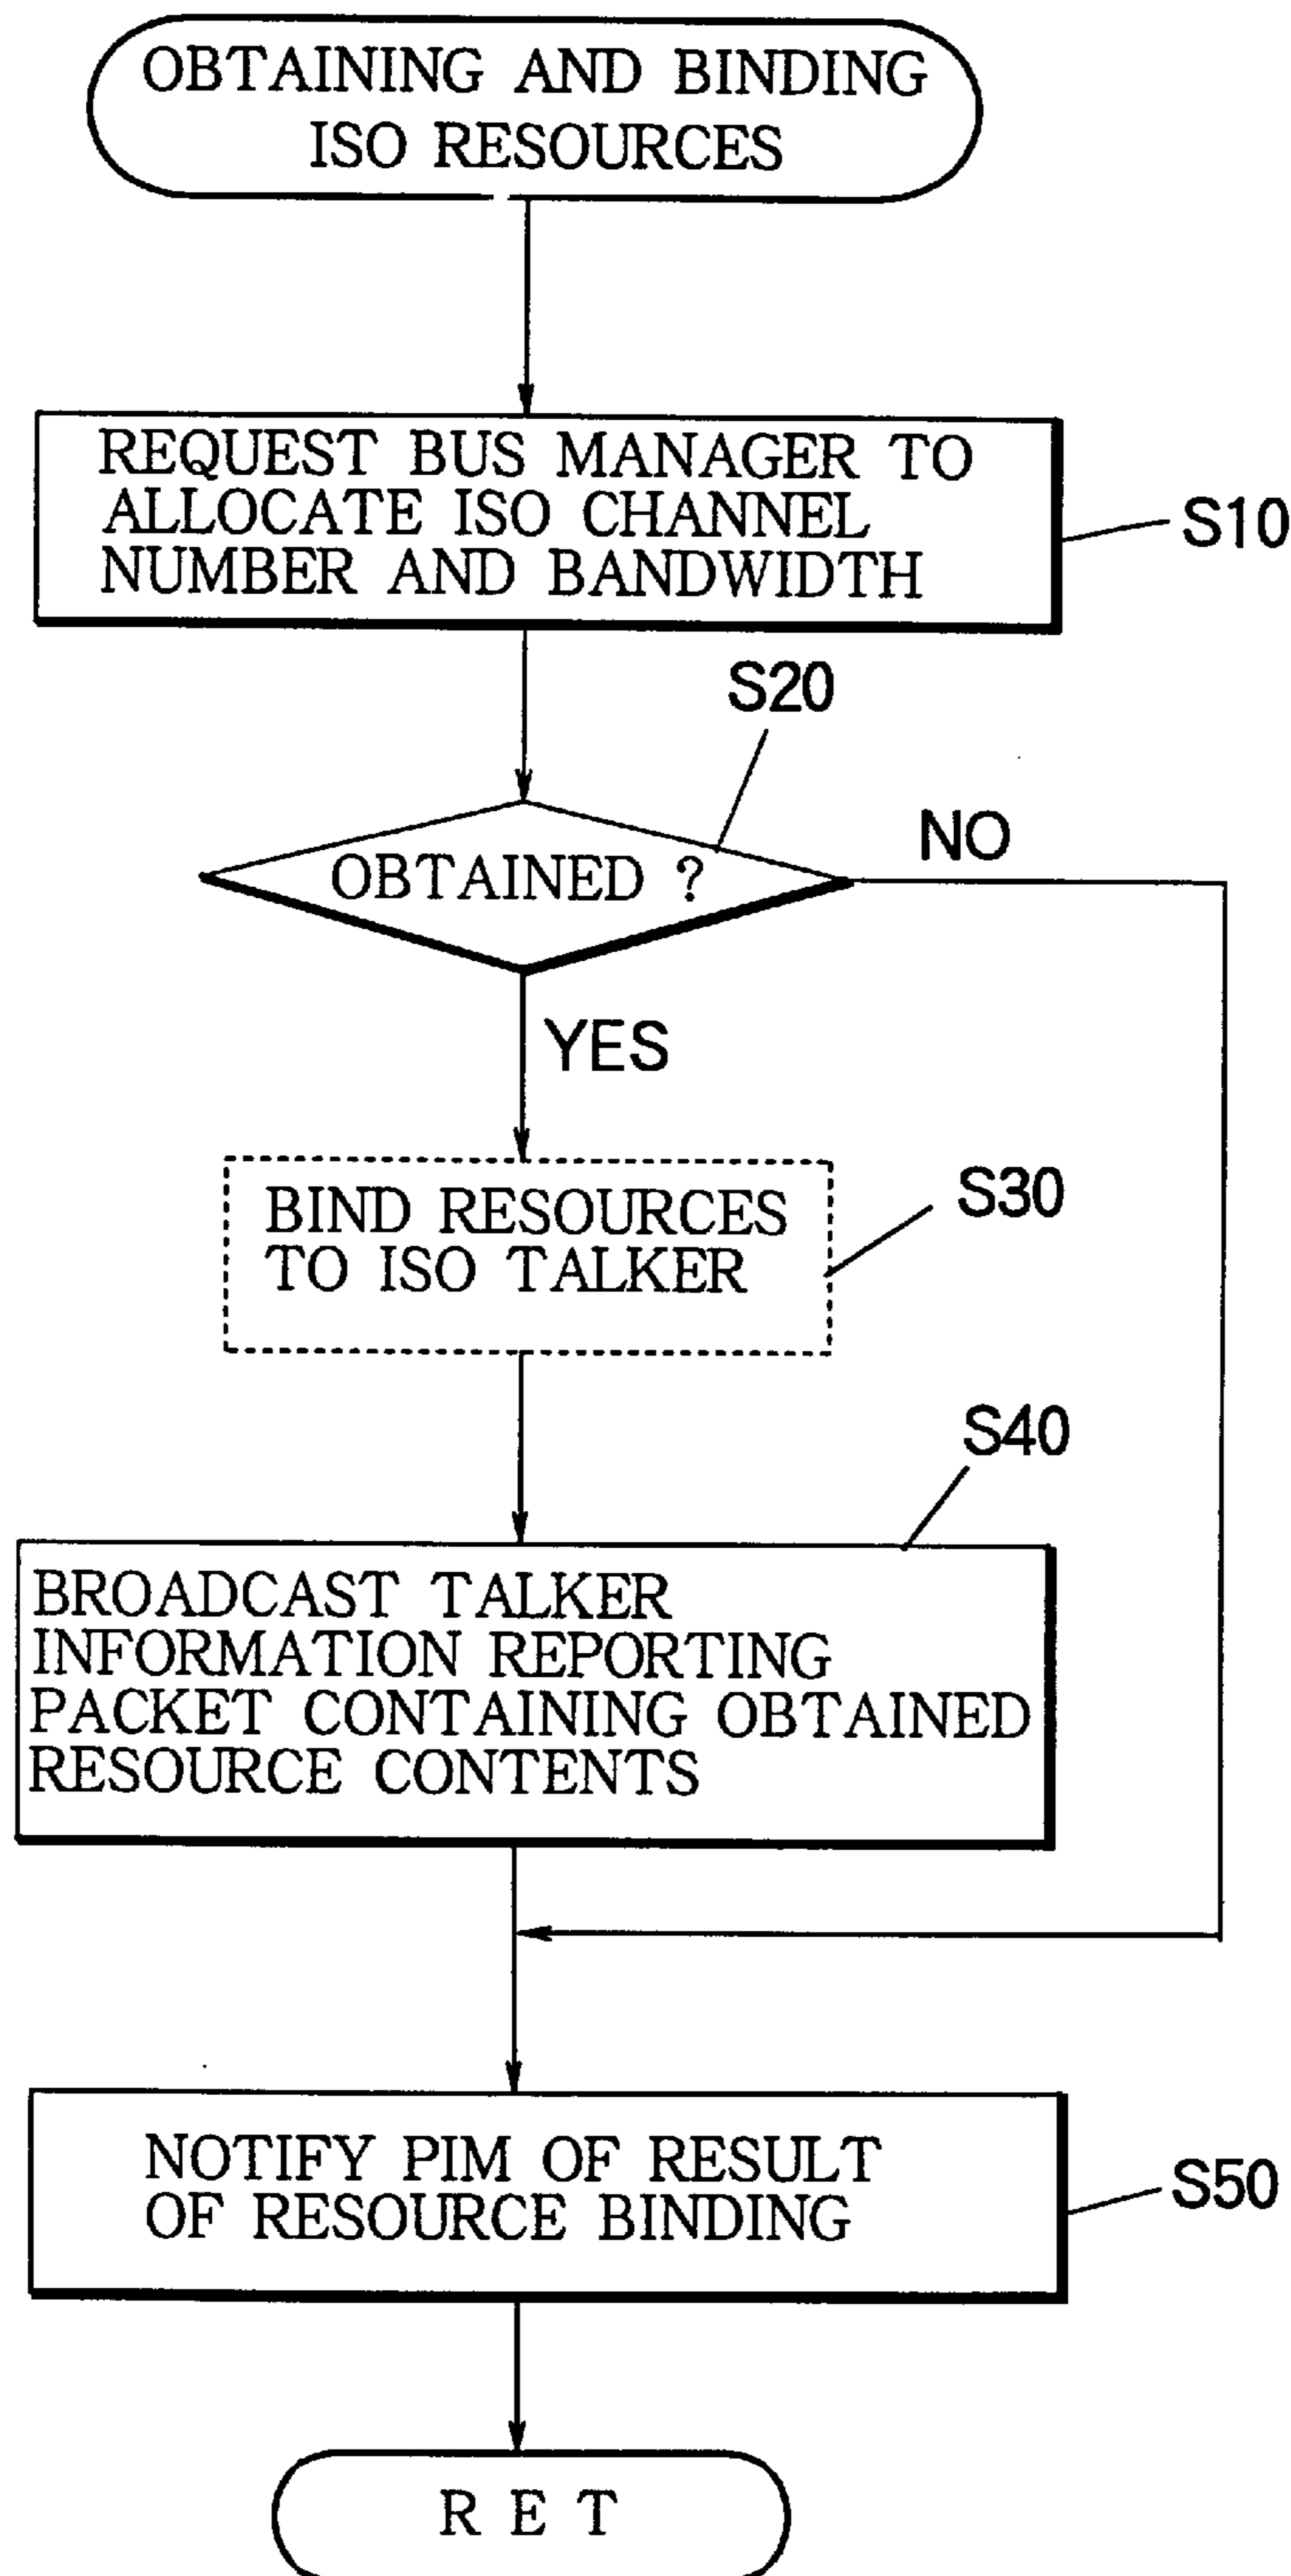 OBTAINING AND BINDING
ISO RESOURCES
REQUEST BUS MANAGER TO
ALLOCATE ISO CHANNEL
NUMBER AND BANDWIDTH
S10
S20
OBTAINED ?
NO
YES
BIND RESOURCES
TO ISO TALKER
S30
S40
BROADCAST TALKER
INFORMATION REPORTING
PACKET CONTAINING OBTAINED
RESOURCE CONTENTS
NOTIFY PIM OF RESULT
OF RESOURCE BINDING
S50
R E T